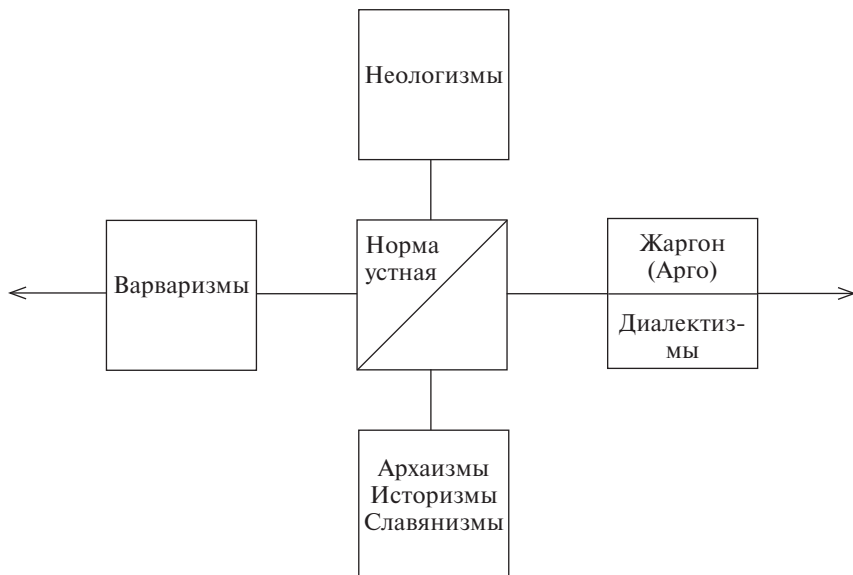 Неологизмы
Варваризмы
Норма
устная
Жаргон
(Арго)
Диалектиз-
мы
Архаизмы
Историзмы
Славянизмы